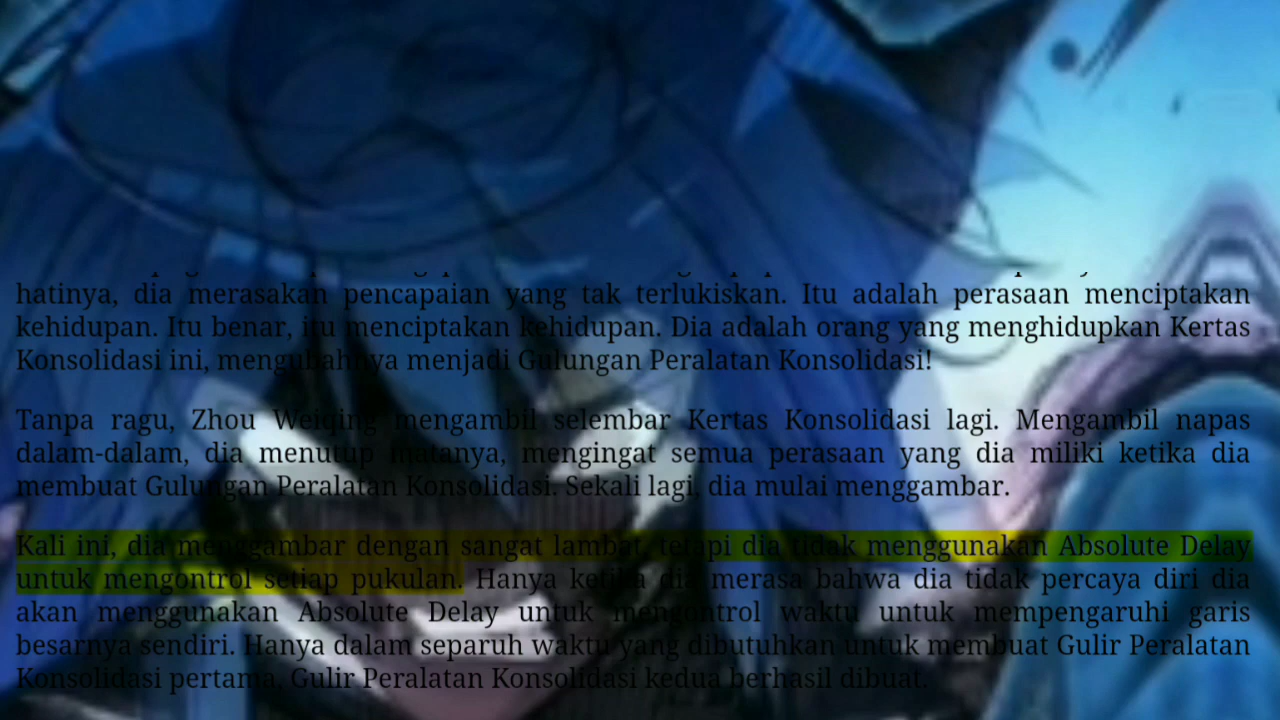 hatinya, dia merasakan pencapaian yang tak terlukiskan. Itu adalah perasaan menciptakan
kehidupan. Itu benar, itu menciptakan kehidupan. Dia adalah orang yang menghidupkan Kertas
Konsolidasi ini, mengubahnya menjadi Gulungan Peralatan Konsolidasi!
Tanpa ragu, Zhou Weiqing mengambil selembar Kertas Konsolidasi lagi. Mengambil napas
dalam-dalam, dia menutup matanya, mengingat semua perasaan yang dia miliki ketika dia
membuat Gulungan Peralatan Konsolidasi. Sekali lagi, dia mulai menggambar.
Kali ini, dia menggambar dengan sangat lambat, tetapi dia tidak menggunakan Absolute Delay
untuk mengontrol setiap pukulan. Hanya ketika dia merasa bahwa dia tidak percaya diri dia
akan menggunakan Absolute Delay untuk mengontrol waktu untuk mempengaruhi garis
besarnya sendiri. Hanya dalam separuh waktu yang dibutuhkan untuk membuat Gulir Peralatan
Konsolidasi pertama, Gulir Peralatan Konsolidasi kedua berhasil dibuat.